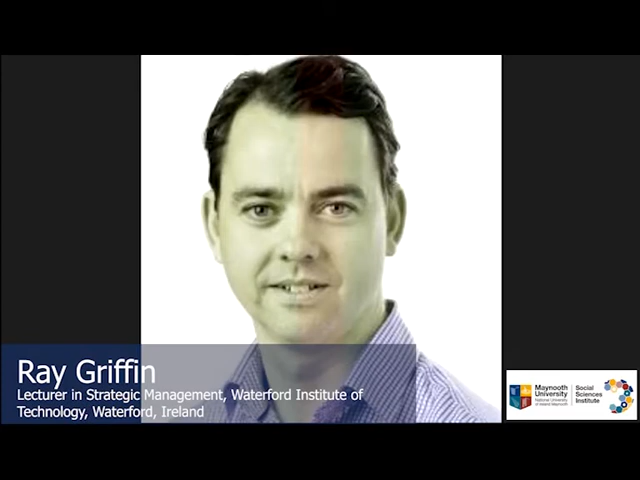 Ray Griffin
Lecturer in Strategic Management, Waterford Institute of
Technology, Waterford, Ireland
Maynooth
University
National University
of Ireland Maynooth
Social
Sciences
Institute